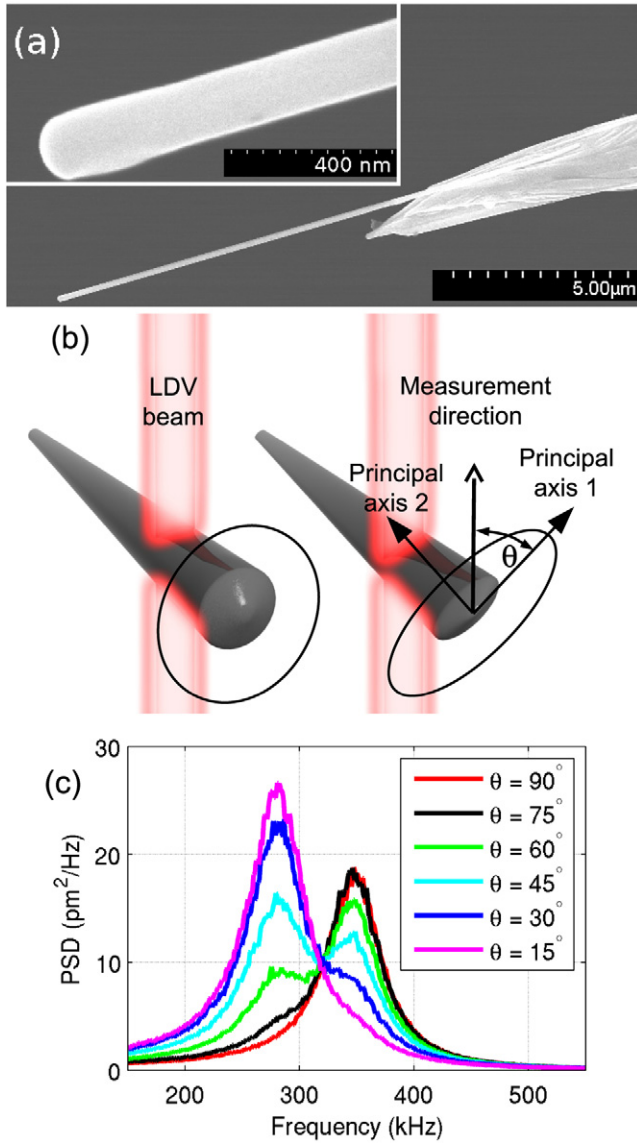 (a)
400 nm
5.00μm
(b)
LDV
beam
Measurement
direction
Principal
axis 2
Principal
axis 1
θ
(c)
PSD (pm²/Hz)
30
20
10
0
200 300 400 500
Frequency (kHz)
θ = 90°
θ = 75°
θ = 60°
θ = 45°
θ = 30°
θ = 15°